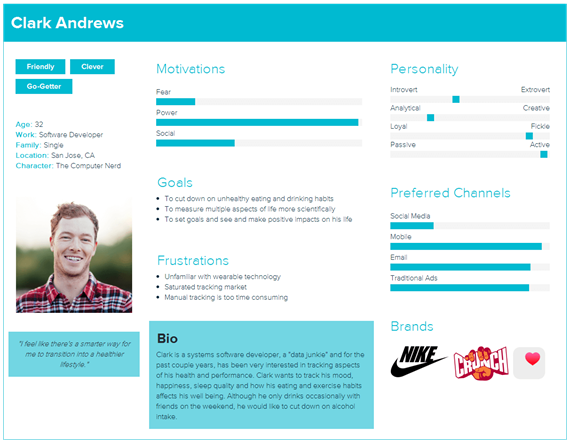 Clark Andrews
Friendly
Clever
Go-Getter
Age: 32
Work: Software Developer
Family: Single
Location: San Jose, CA
Character: The Computer Nerd
"I feel like there's a smarter way for
me to transition into a healthier
lifestyle."
Motivations
Fear
Power
Social
Goals
To cut down on unhealthy eating and drinking habits
To measure multiple aspects of life more scientifically
To set goals and see and make positive impacts on his life
Frustrations
Unfamiliar with wearable technology
Saturated tracking market
Manual tracking is too time consuming
Bio
Clark is a systems software developer, a "data junkie" and for the
past couple years, has been very interested in tracking aspects
of his health and performance. Clark wants to track his mood,
happiness, sleep quality and how his eating and exercise habits
affects his well being. Although he only drinks occasionally with
friends on the weekend, he would like to cut down on alcohol
intake.
Personality
Introvert Extrovert
Analytical Creative
Loyal Fickle
Passive Active
Preferred Channels
Social Media
Mobile
Email
Traditional Ads
Brands
NIKE
CRUNCH